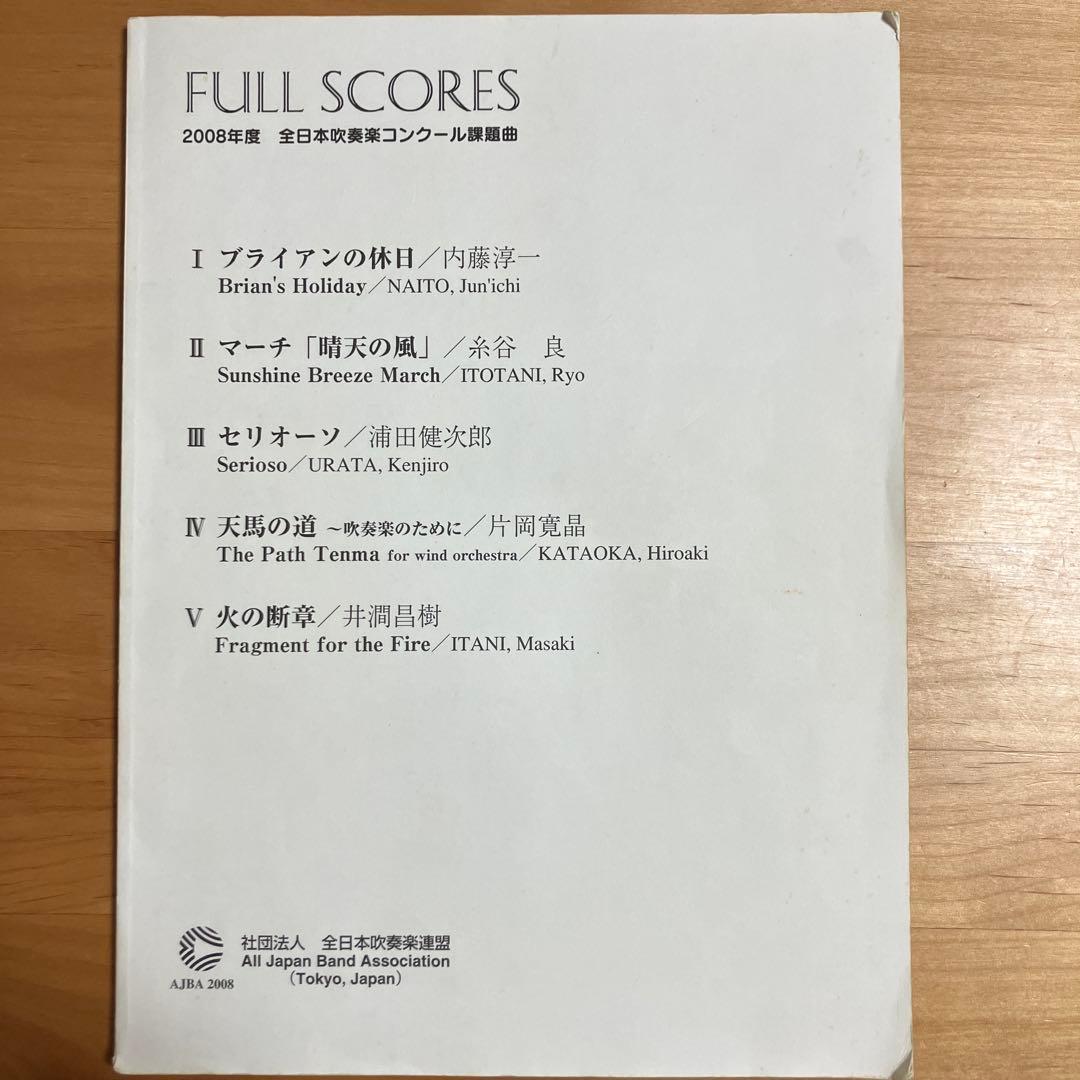 FULL SCORES
2008年度 全日本吹奏楽コンクール課題曲
Ⅰ ブライアンの休日／内藤淳一
Brian's Holiday／NAITO, Jun'ichi
Ⅱ マーチ「晴天の風」／糸谷 良
Sunshine Breeze March／ITOTANI, Ryo
Ⅲ セリオーソ／浦田健次郎
Serioso／URATA, Kenjiro
Ⅳ 天馬の道 ～吹奏楽のために／片岡寛晶
The Path Tenma for wind orchestra／KATAOKA, Hiroaki
Ⅴ 火の断章／井澗昌樹
Fragment for the Fire／ITANI, Masaki
社団法人 全日本吹奏楽連盟
All Japan Band Association
（Tokyo, Japan）
AJBA 2008